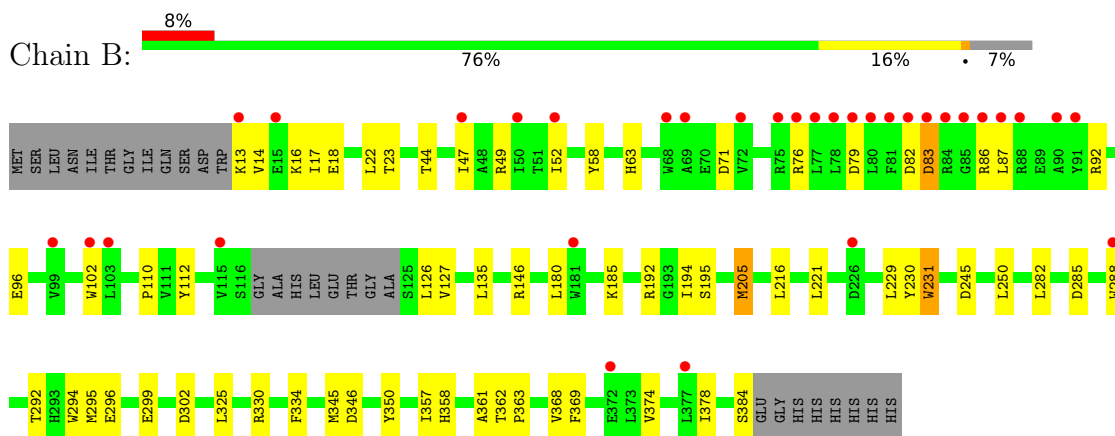 8%
Chain B:
76% 16% • 7%
MET SER LEU ASN ILE THR GLY ILE GLN SER ASP TRP K13 V14 E15 K16 I17 E18 L22 T23 T44 I47 A48 R49 I50 T51 I52 Y58 H63 W68 A69 E70 D71 V72 R75 R76 L77 L78 D79 L80 F81 D82 D83 R84 G85 R86 L87 R88 E89 A90 Y91 R92
E96 V99 W102 L103 P110 V111 Y112 V115 S116 GLY ALA HIS LEU GLU THR GLY ALA S125 L126 V127 L135 R146 L180 W181 K185 R192 G193 I194 S195 M205 L216 L221 D226 L229 Y230 W231 D245 L250 L282 D285 W288
T292 H293 W294 M295 E296 E299 D302 L325 R330 F334 M345 D346 Y350 I357 H358 A361 T362 P363 V368 F369 E372 L373 V374 L377 I378 S384 GLU GLY HIS HIS HIS HIS HIS HIS